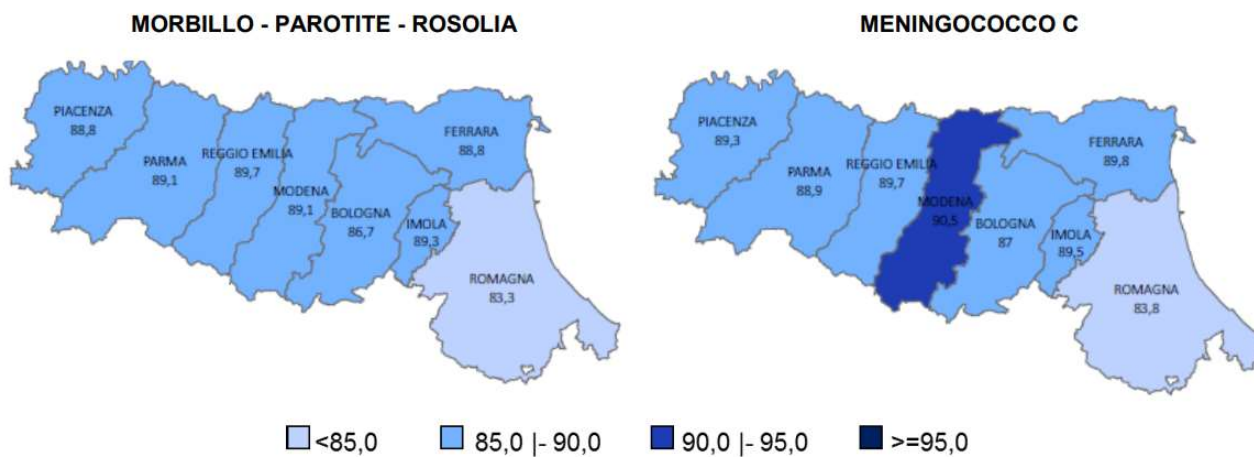 MORBILLO - PAROTITE - ROSOLIA
PIACENZA
88,8
PARMA
89,1
REGGIO EMILIA
89,7
MODENA
89,1
BOLOGNA
86,7
FERRARA
88,8
IMOLA
89,3
ROMAGNA
83,3
MENINGOCOCCO C
PIACENZA
89,3
PARMA
88,9
REGGIO EMILIA
89,7
MODENA
90,5
BOLOGNA
87
FERRARA
89,8
IMOLA
89,5
ROMAGNA
83,8
<85,0
85,0 |- 90,0
90,0 |- 95,0
>=95,0